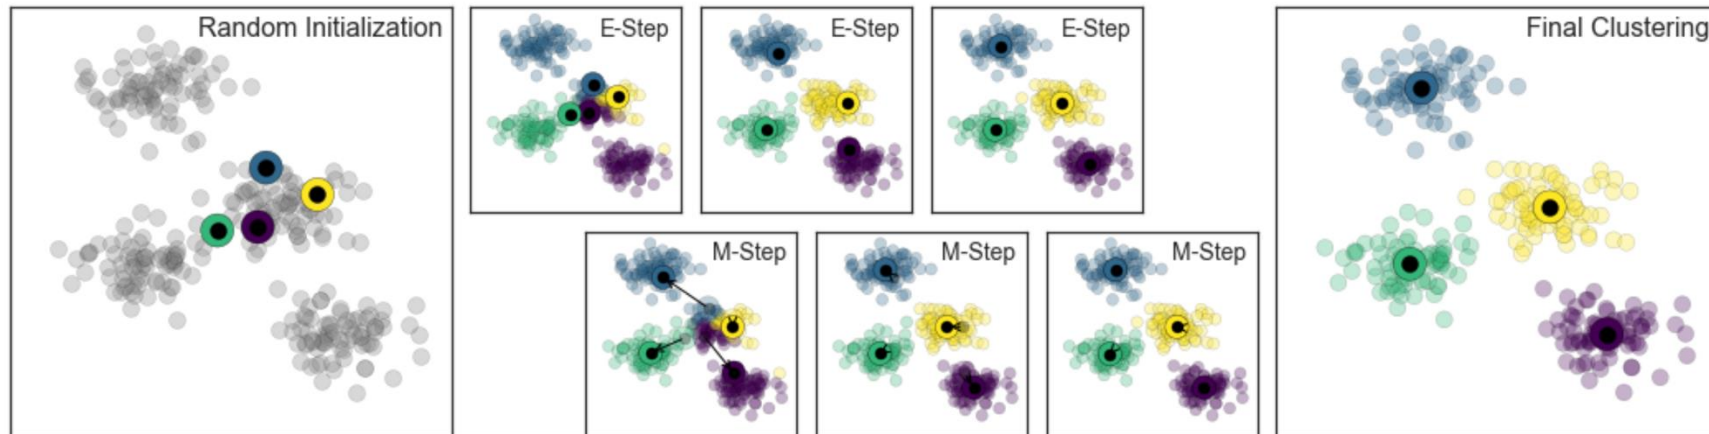 Random Initialization
E-Step
E-Step
E-Step
Final Clustering
M-Step
M-Step
M-Step